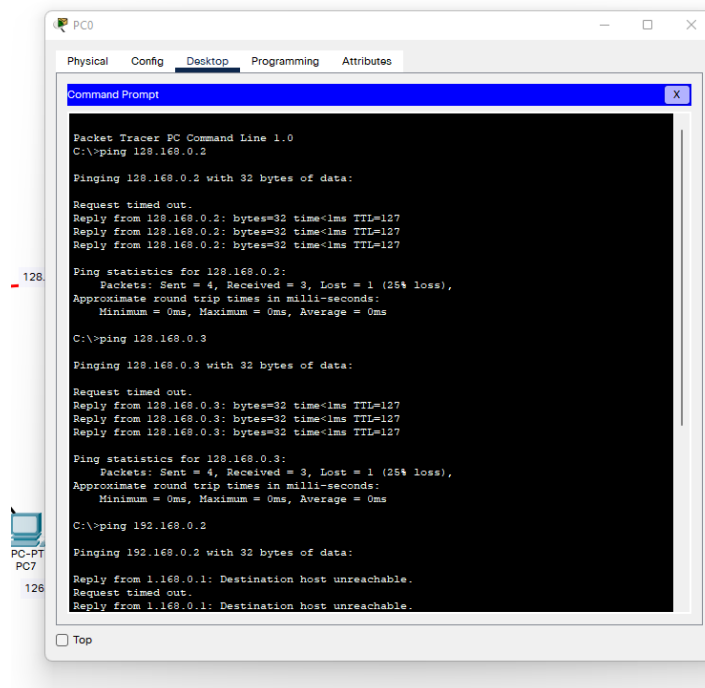 PC0
Physical Config Desktop Programming Attributes
Command Prompt
X
Packet Tracer PC Command Line 1.0
C:\>ping 128.168.0.2
Pinging 128.168.0.2 with 32 bytes of data:
Request timed out.
Reply from 128.168.0.2: bytes=32 time<1ms TTL=127
Reply from 128.168.0.2: bytes=32 time<1ms TTL=127
Reply from 128.168.0.2: bytes=32 time<1ms TTL=127
Ping statistics for 128.168.0.2:
Packets: Sent = 4, Received = 3, Lost = 1 (25% loss),
Approximate round trip times in milli-seconds:
Minimum = 0ms, Maximum = 0ms, Average = 0ms
C:\>ping 128.168.0.3
Pinging 128.168.0.3 with 32 bytes of data:
Request timed out.
Reply from 128.168.0.3: bytes=32 time<1ms TTL=127
Reply from 128.168.0.3: bytes=32 time<1ms TTL=127
Reply from 128.168.0.3: bytes=32 time<1ms TTL=127
Ping statistics for 128.168.0.3:
Packets: Sent = 4, Received = 3, Lost = 1 (25% loss),
Approximate round trip times in milli-seconds:
Minimum = 0ms, Maximum = 0ms, Average = 0ms
C:\>ping 192.168.0.2
Pinging 192.168.0.2 with 32 bytes of data:
Reply from 1.168.0.1: Destination host unreachable.
Request timed out.
Reply from 1.168.0.1: Destination host unreachable.
Top
128.
PC-PT
PC7
126